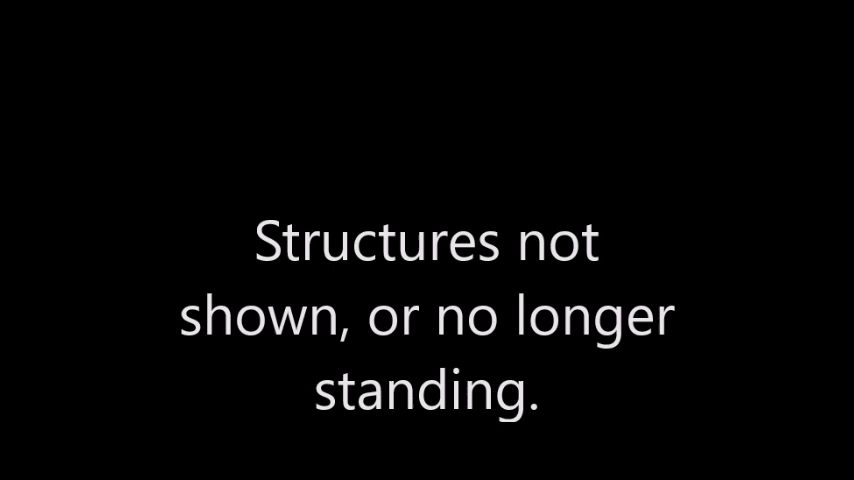 Structures not
shown, or no longer
standing.